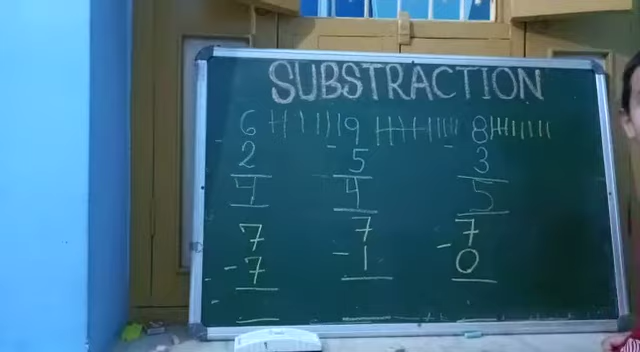 SUBSTRACTION
6 9 8
- 2 - 5 - 3
4 4 5
7 7 7
- 7 - 1 - 0